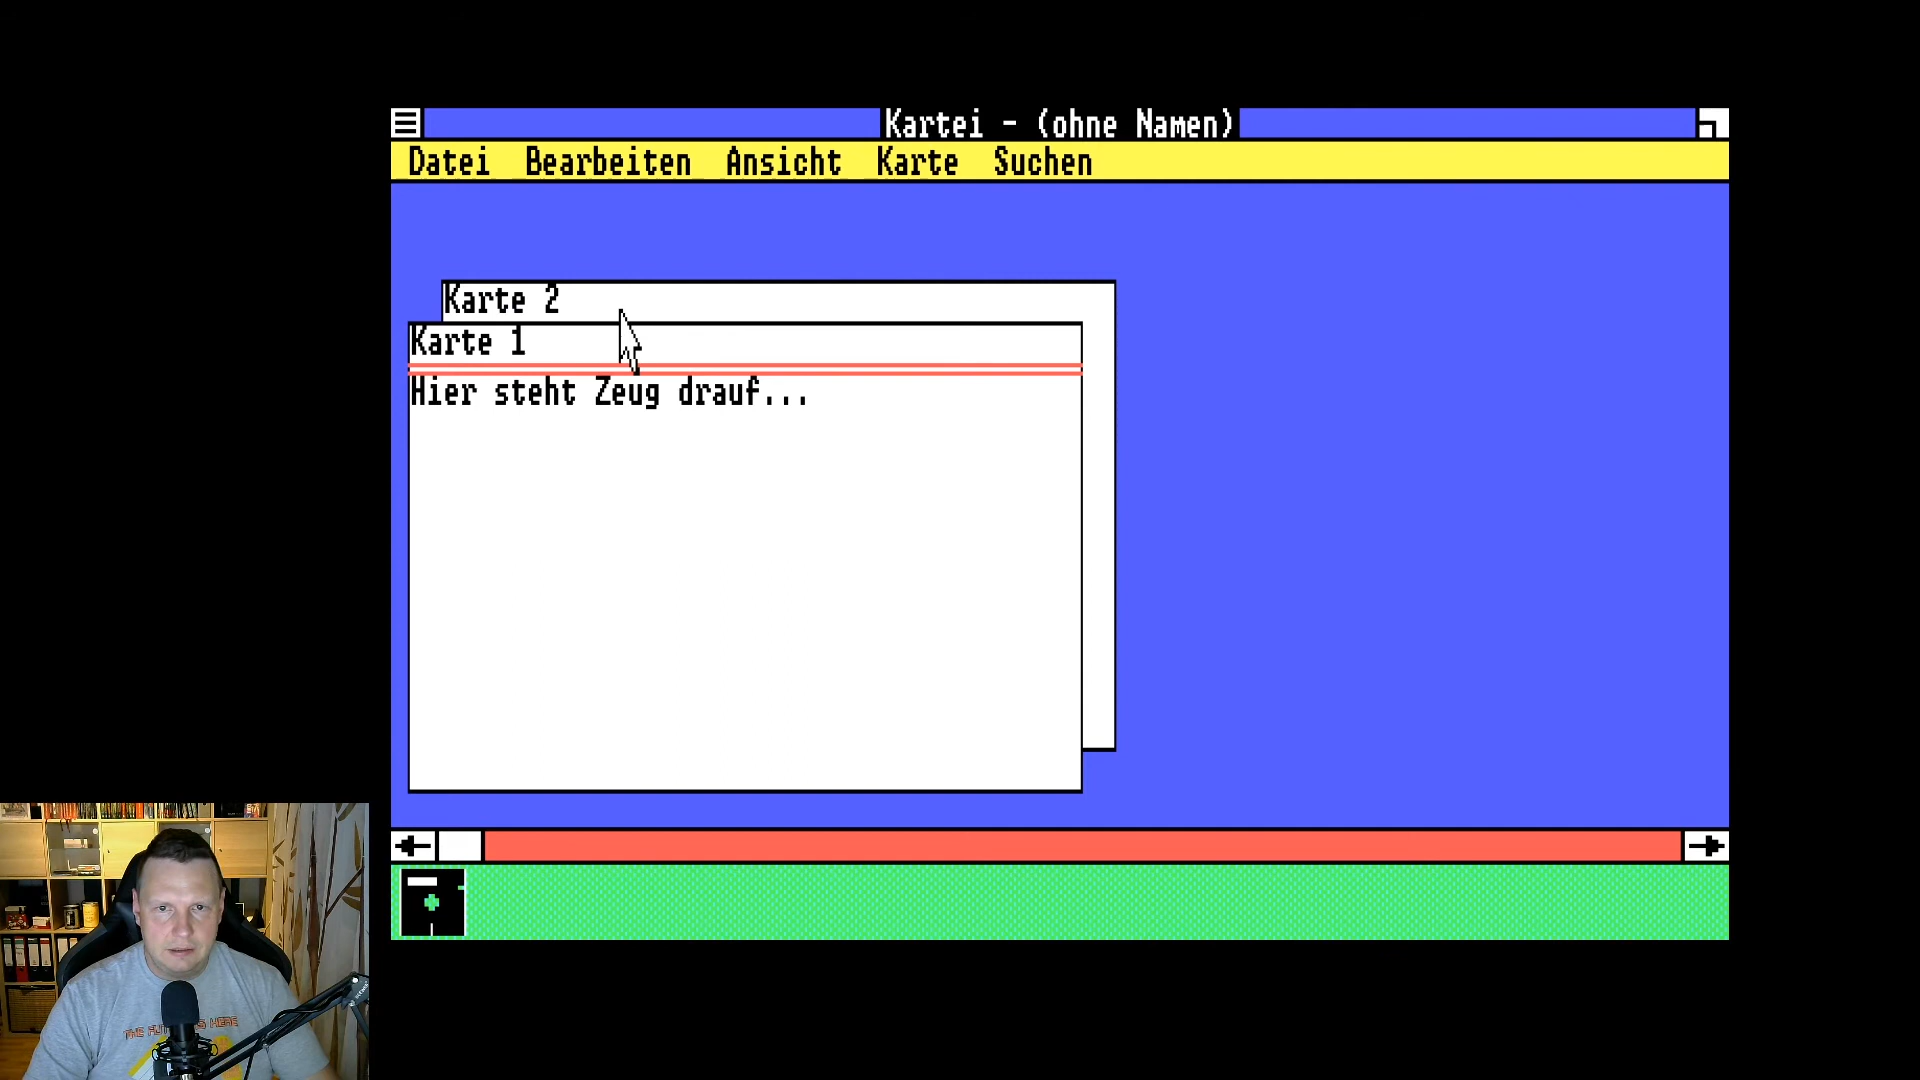 Kartei - (ohne Namen)
Datei Bearbeiten Ansicht Karte Suchen
Karte 2
Karte 1
Hier steht Zeug drauf...